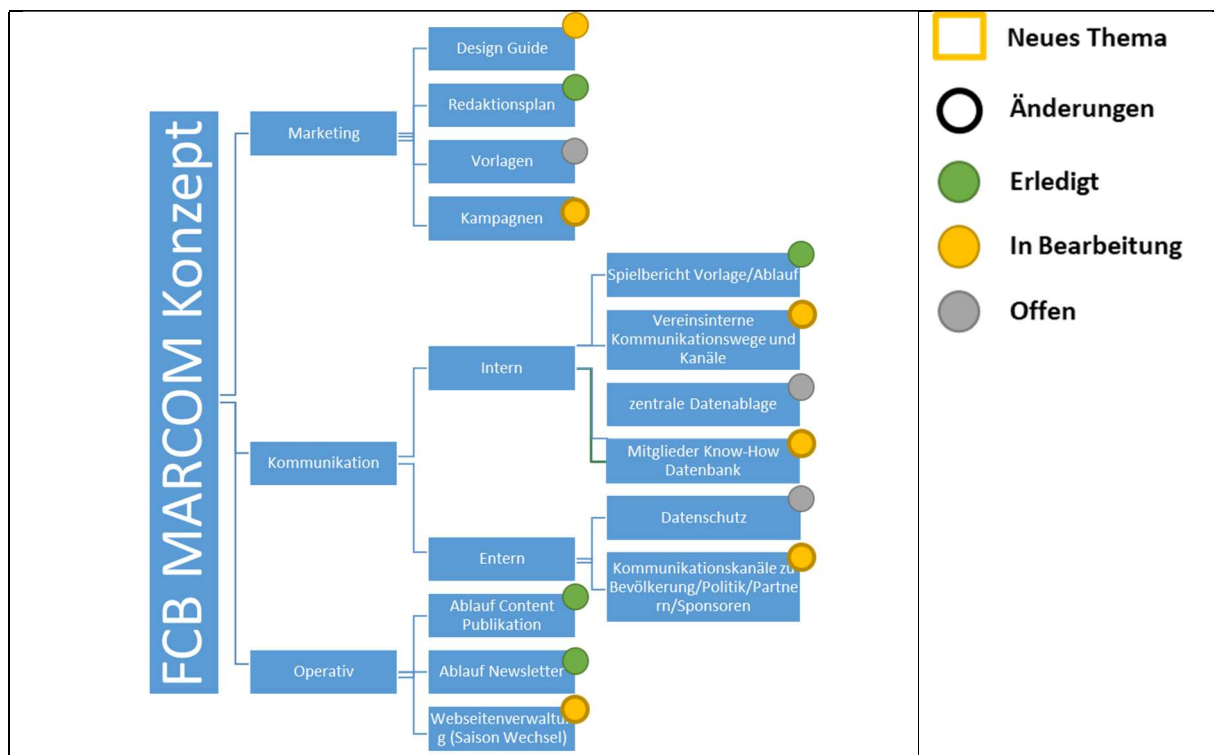 FCB MARCOM Konzept
Marketing
Design Guide
Redaktionsplan
Vorlagen
Kampagnen
Kommunikation
Intern
Spielbericht Vorlage/Ablauf
Vereinsinterne
Kommunikationswege und
Kanäle
zentrale Datenablage
Mitglieder Know-How
Datenbank
Entern
Datenschutz
Kommunikationskanäle zu
Bevölkerung/Politik/Partne
rn/Sponsoren
Operativ
Ablauf Content
Publikation
Ablauf Newsletter
Webseitenverwaltun
g (Saison Wechsel)
Neues Thema
Änderungen
Erledigt
In Bearbeitung
Offen